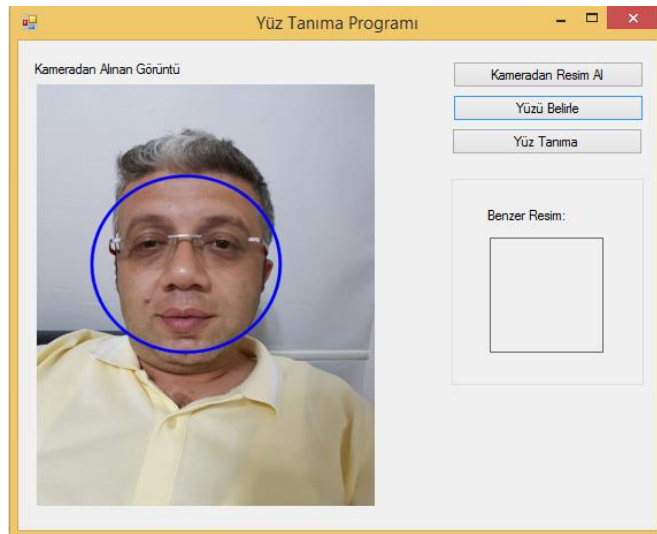 Yüz Tanıma Programı
Kameradan Alınan Görüntü
Kameradan Resim Al
Yüzü Belirle
Yüz Tanıma
Benzer Resim: